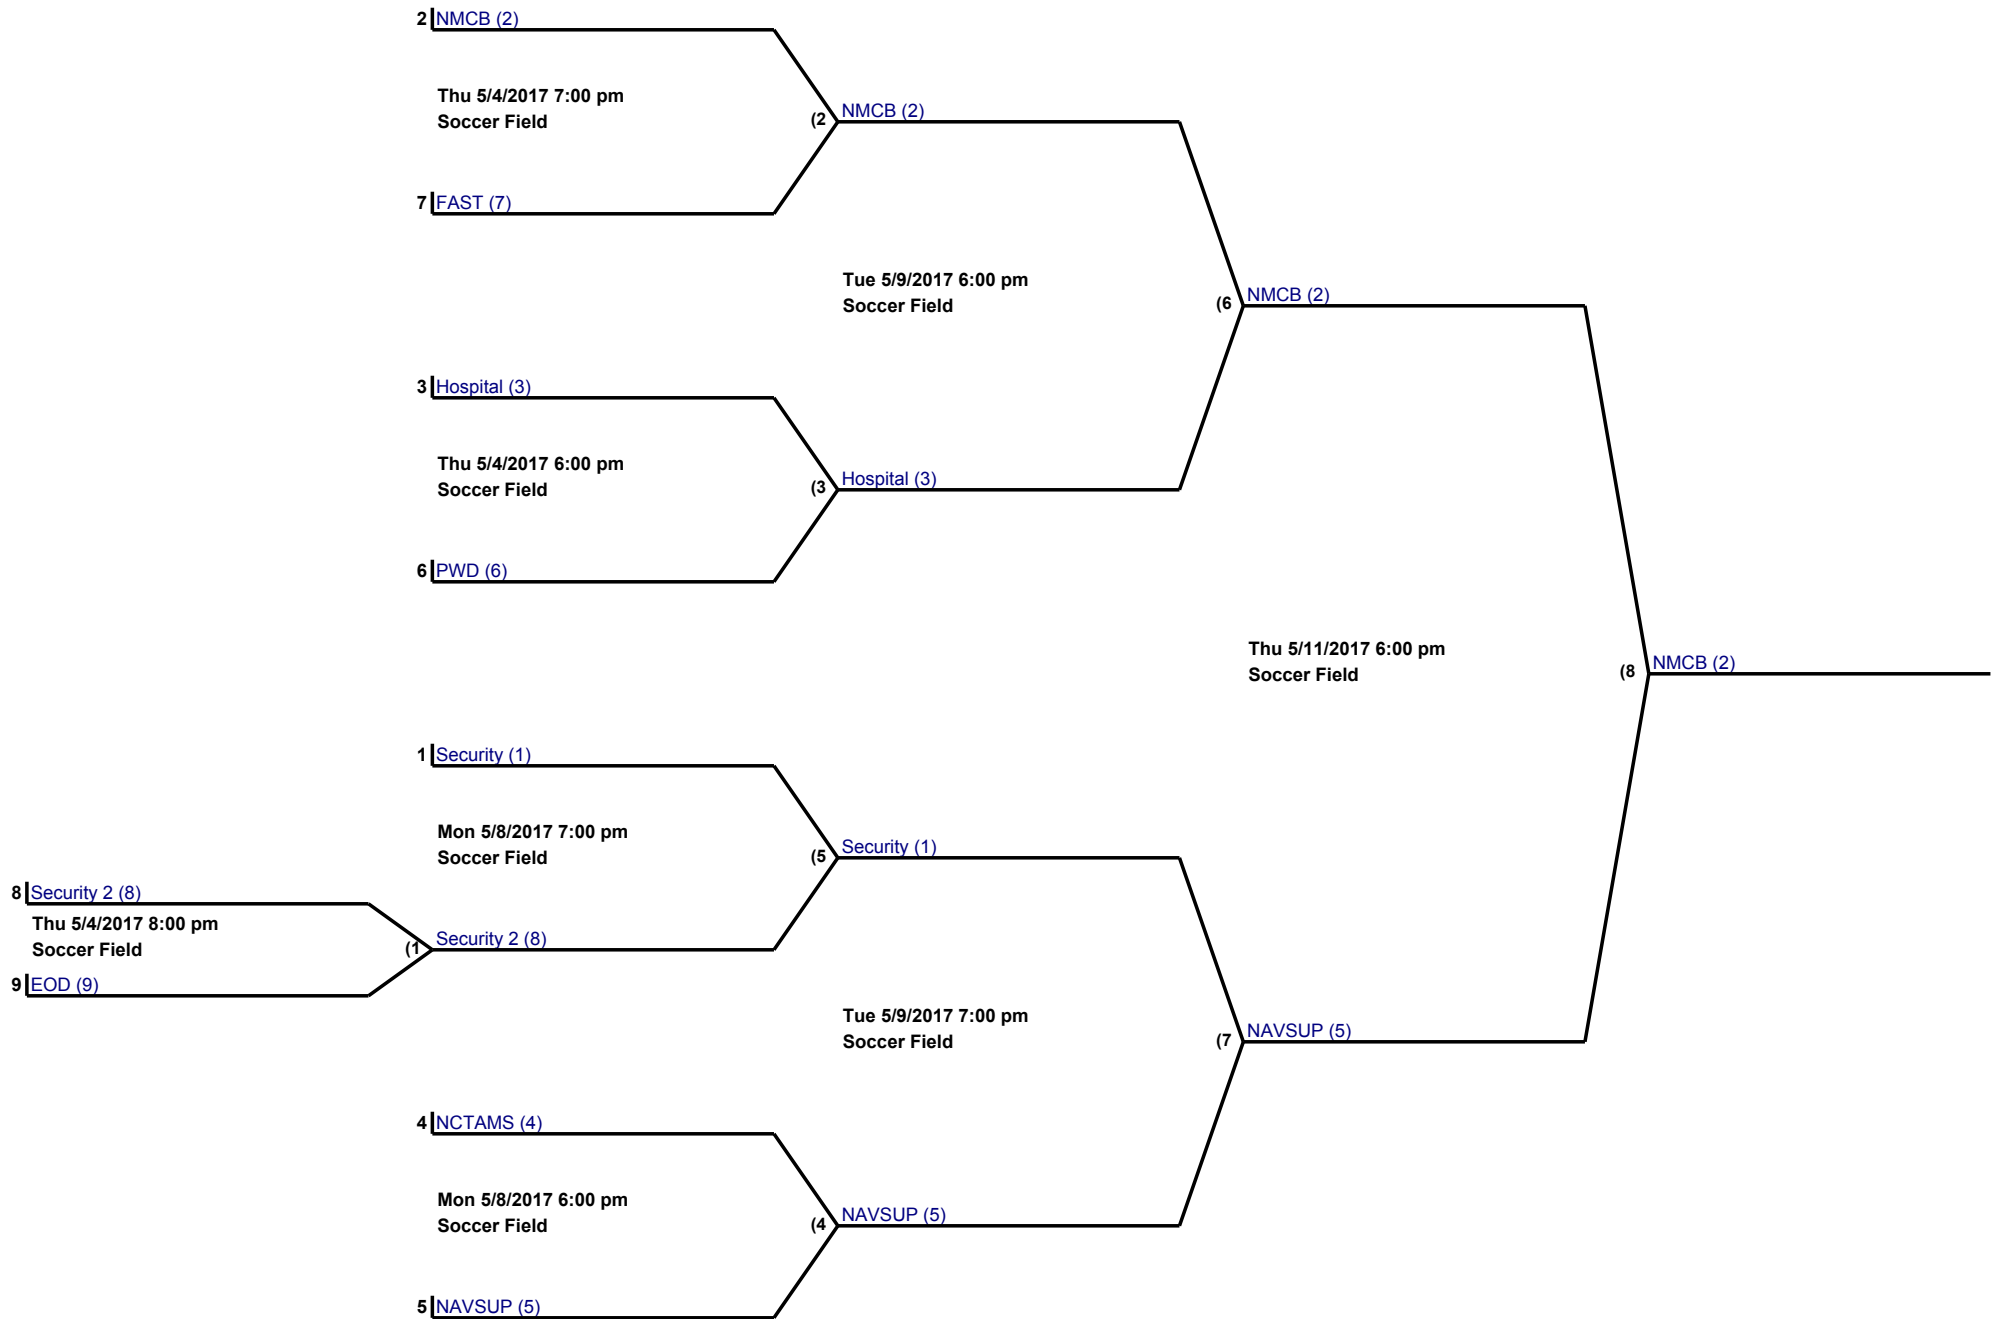 2 NMCB (2)
Thu 5/4/2017 7:00 pm
Soccer Field
(2 NMCB (2)
7 FAST (7)
Tue 5/9/2017 6:00 pm
Soccer Field
(6 NMCB (2)
3 Hospital (3)
Thu 5/4/2017 6:00 pm
Soccer Field
(3 Hospital (3)
6 PWD (6)
Thu 5/11/2017 6:00 pm
Soccer Field
(8 NMCB (2)
1 Security (1)
Mon 5/8/2017 7:00 pm
Soccer Field
(5 Security (1)
8 Security 2 (8)
Thu 5/4/2017 8:00 pm
Soccer Field
(1 Security 2 (8)
9 EOD (9)
Tue 5/9/2017 7:00 pm
Soccer Field
(7 NAVSUP (5)
4 NCTAMS (4)
Mon 5/8/2017 6:00 pm
Soccer Field
(4 NAVSUP (5)
5 NAVSUP (5)